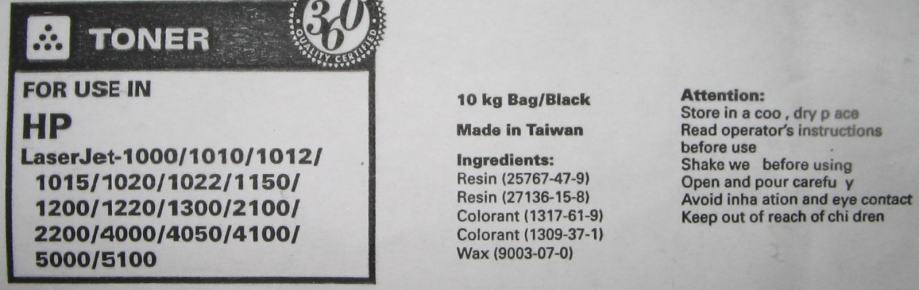 TONER
360
QUALITY CERTIFIED
FOR USE IN
HP
LaserJet-1000/1010/1012/
1015/1020/1022/1150/
1200/1220/1300/2100/
2200/4000/4050/4100/
5000/5100
10 kg Bag/Black
Made in Taiwan
Ingredients:
Resin (25767-47-9)
Resin (27136-15-8)
Colorant (1317-61-9)
Colorant (1309-37-1)
Wax (9003-07-0)
Attention:
Store in a coo , dry p ace
Read operator's instructions
before use
Shake we  before using
Open and pour carefu y
Avoid inha ation and eye contact
Keep out of reach of chi dren